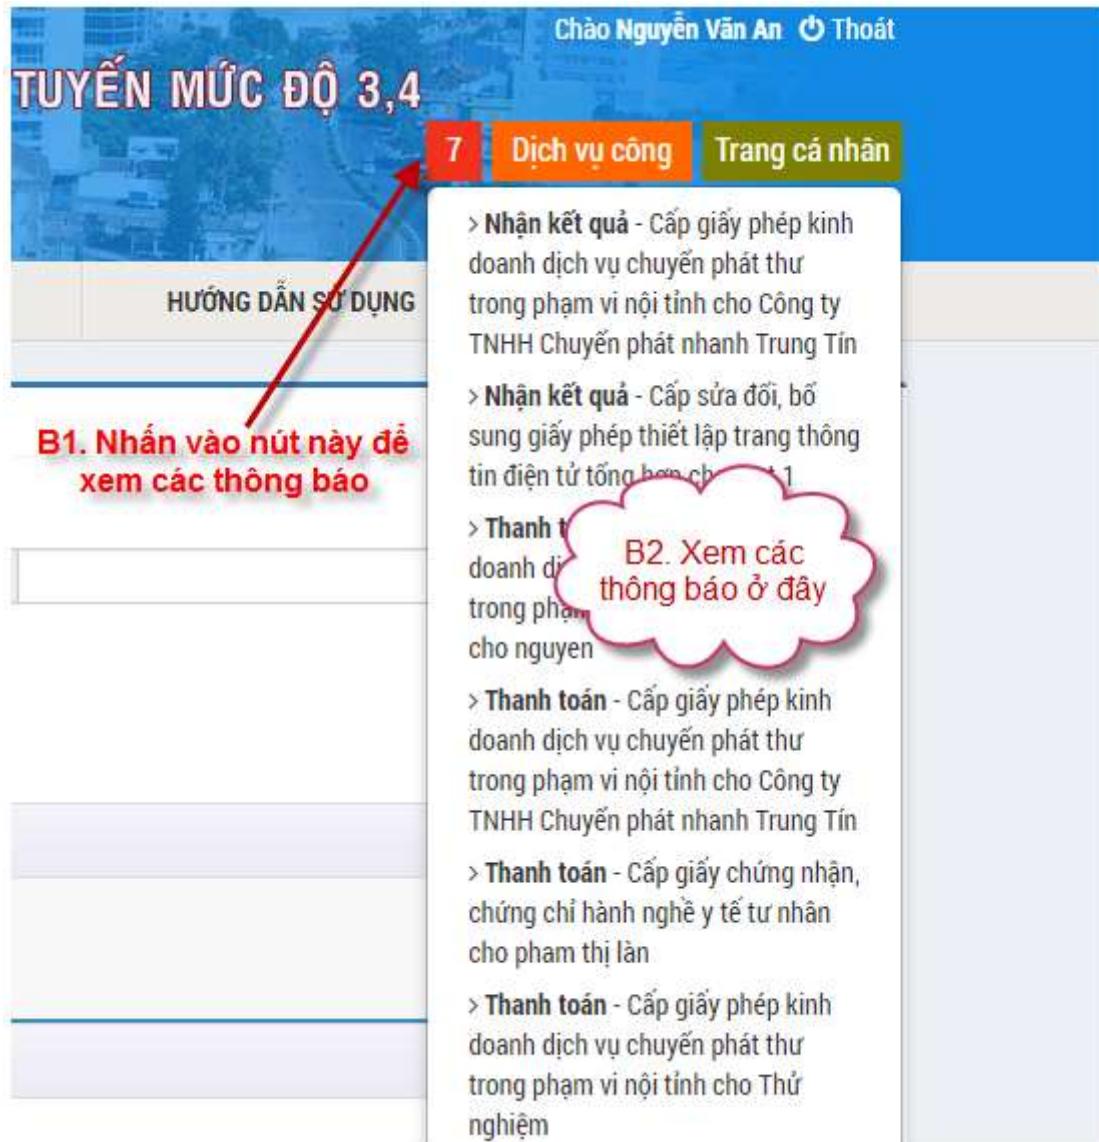 Chào Nguyễn Văn An Thoát
TUYẾN MỨC ĐỘ 3,4
7 Dịch vụ công Trang cá nhân
HƯỚNG DẪN SỬ DỤNG
B1. Nhấn vào nút này để
xem các thông báo
> Nhận kết quả - Cấp giấy phép kinh
doanh dịch vụ chuyển phát thư
trong phạm vi nội tỉnh cho Công ty
TNHH Chuyển phát nhanh Trung Tín
> Nhận kết quả - Cấp sửa đổi, bổ
sung giấy phép thiết lập trang thông
tin điện tử tổng hợp 1
> Thanh
doanh
trong
cho nguyen
B2. Xem các
thông báo ở đây
> Thanh toán - Cấp giấy phép kinh
doanh dịch vụ chuyển phát thư
trong phạm vi nội tỉnh cho Công ty
TNHH Chuyển phát nhanh Trung Tín
> Thanh toán - Cấp giấy chứng nhận,
chứng chỉ hành nghề y tế tư nhân
cho pham thị làn
> Thanh toán - Cấp giấy phép kinh
doanh dịch vụ chuyển phát thư
trong phạm vi nội tỉnh cho Thử
nghiệm